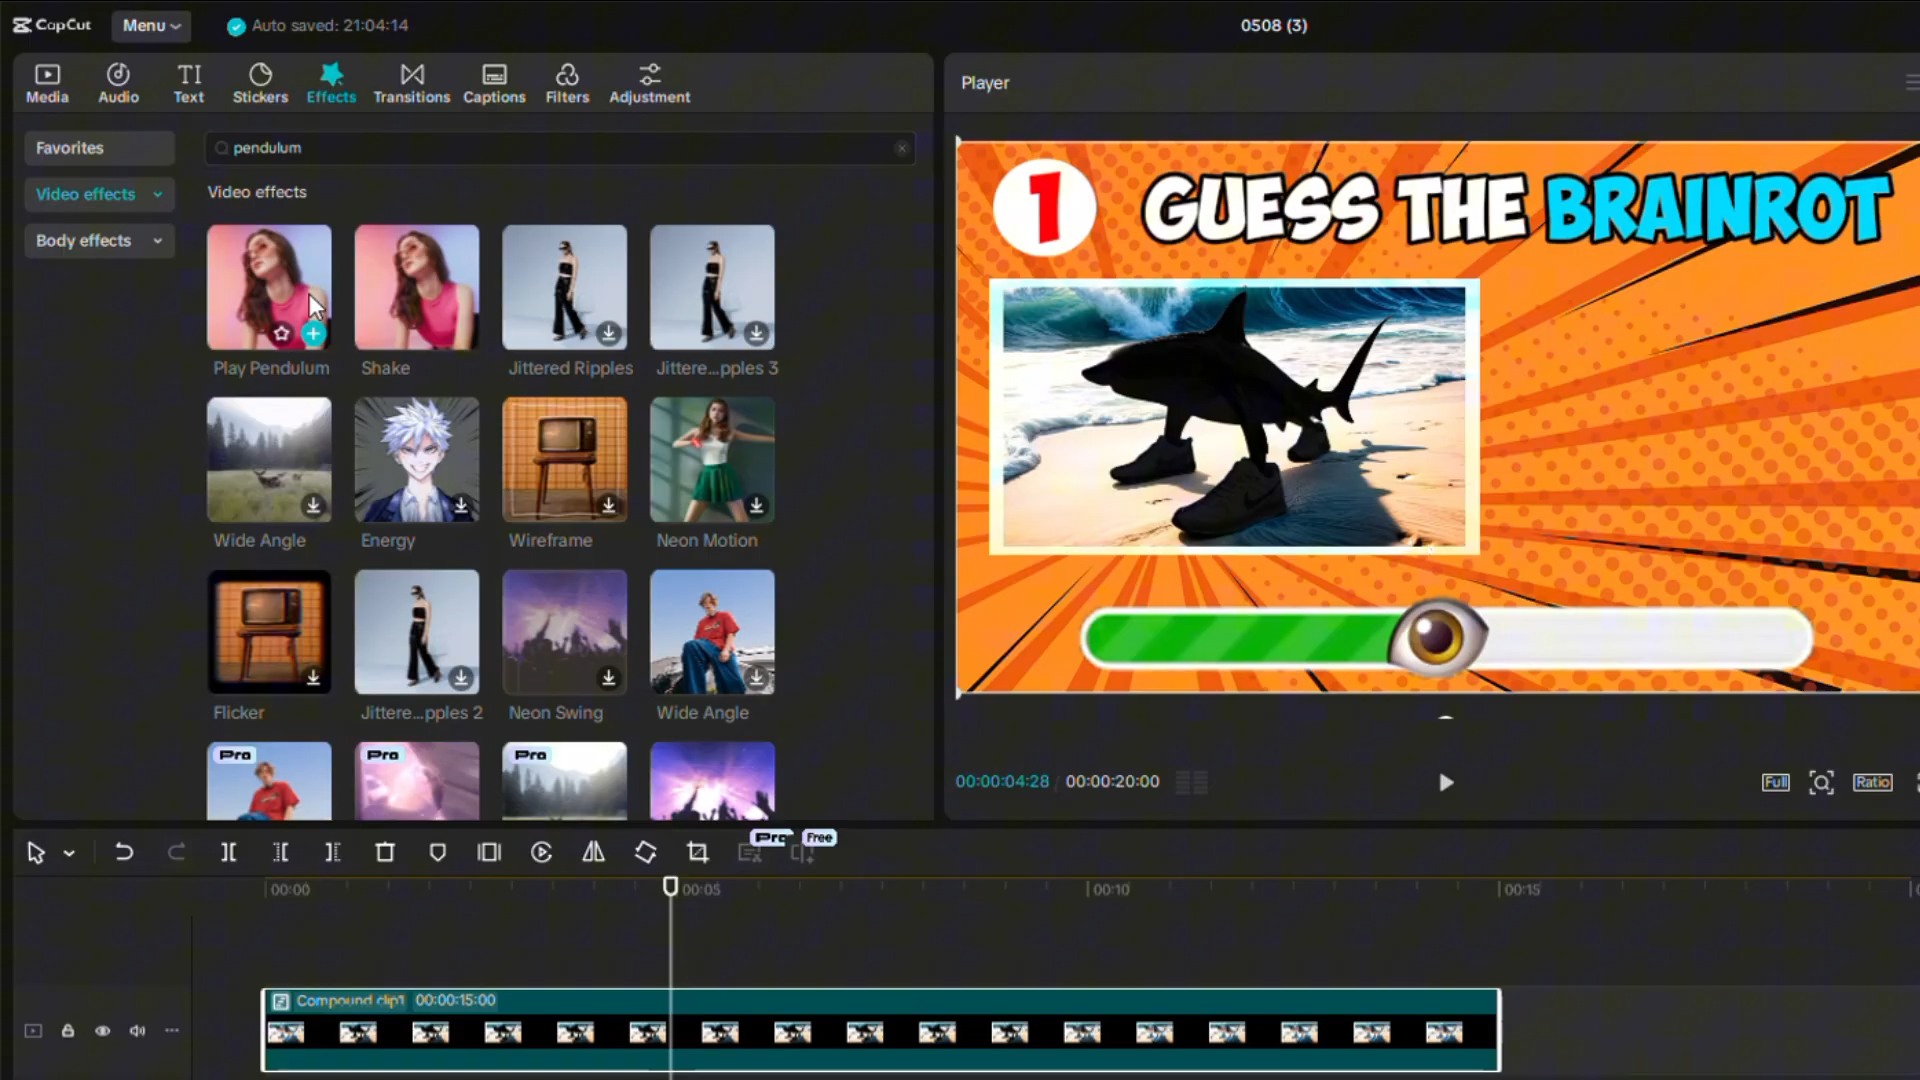 CapCut Menu Auto saved: 21:04:14 0508 (3)
Media Audio Text Stickers Effects Transitions Captions Filters Adjustment
Player
Favorites
pendulum
Video effects
Body effects
Video effects
Play Pendulum Shake Jittered Ripples Jittere...pples 3
Wide Angle Energy Wireframe Neon Motion
Flicker Jittere...pples 2 Neon Swing Wide Angle
Pro Pro Pro
1 GUESS THE BRAINROT
00:00:04:28 / 00:00:20:00 Full Ratio
Pro Free
00:00 00:05 00:10 00:15
Compound clip1 00:00:15:00